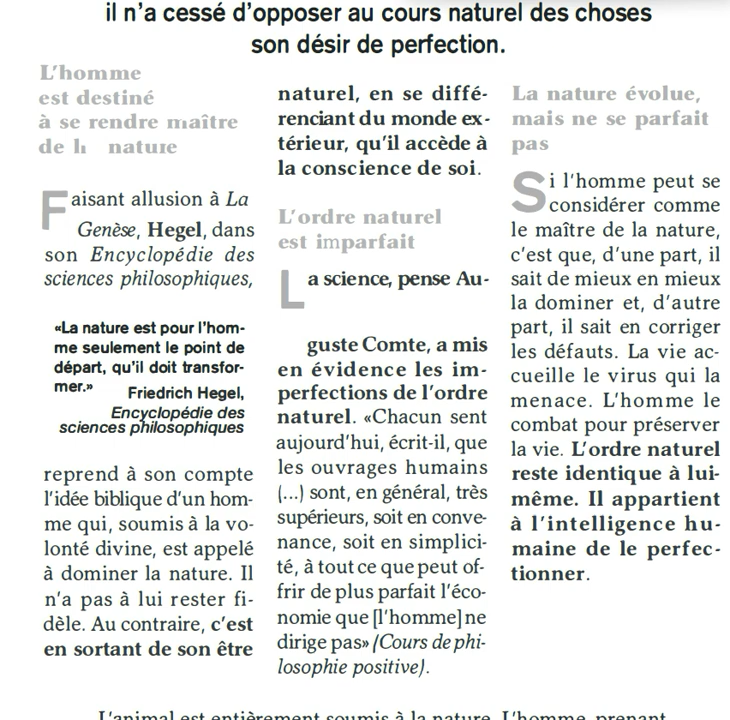 il n'a cessé d'opposer au cours naturel des choses
son désir de perfection.
L'homme
est destiné
à se rendre maître
de la nature
Faisant allusion à La
Genèse, Hegel, dans
son Encyclopédie des
sciences philosophiques,
«La nature est pour l'hom-
me seulement le point de
départ, qu'il doit transfor-
mer.»
Friedrich Hegel,
Encyclopédie des
sciences philosophiques
reprend à son compte
l'idée biblique d'un hom-
me qui, soumis à la vo-
lonté divine, est appelé
à dominer la nature. Il
n'a pas à lui rester fi-
dèle. Au contraire, c'est
en sortant de son être
naturel, en se diffé-
renciant du monde ex-
térieur, qu'il accède à
la conscience de soi.
L'ordre naturel
est imparfait
La science, pense Au-
guste Comte, a mis
en évidence les im-
perfections de l'ordre
naturel. «Chacun sent
aujourd'hui, écrit-il, que
les ouvrages humains
(...) sont, en général, très
supérieurs, soit en conve-
nance, soit en simplici-
té, à tout ce que peut of-
frir de plus parfait l'éco-
nomie que [l'homme] ne
dirige pas» (Cours de phi-
losophie positive).
La nature évolue,
mais ne se parfait
pas
Si l'homme peut se
considérer comme
le maître de la nature,
c'est que, d'une part, il
sait de mieux en mieux
la dominer et, d'autre
part, il sait en corriger
les défauts. La vie ac-
cueille le virus qui la
menace. L'homme le
combat pour préserver
la vie. L'ordre naturel
reste identique à lui-
même. Il appartient
à l'intelligence hu-
maine de le perfec-
tionner.
L'animal est entièrement soumis à la nature. L'homme, prenant